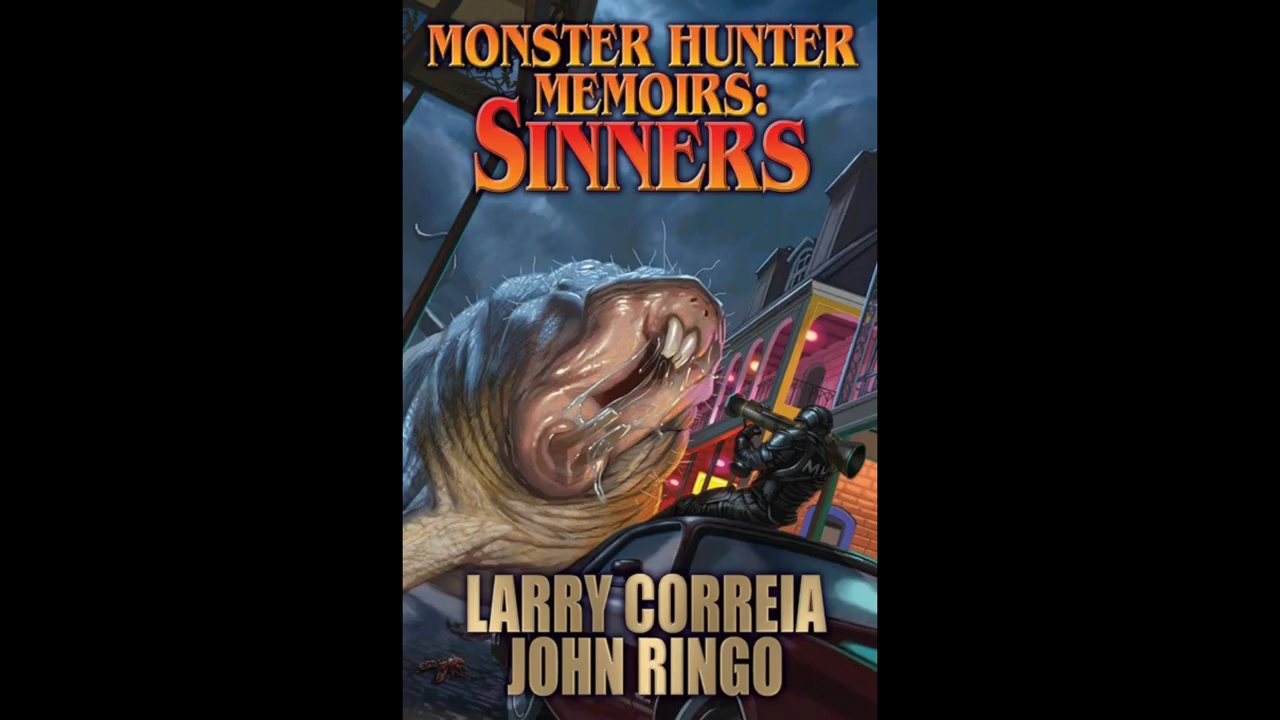 MONSTER HUNTER
MEMOIRS:
SINNERS
LARRY CORREIA
JOHN RINGO